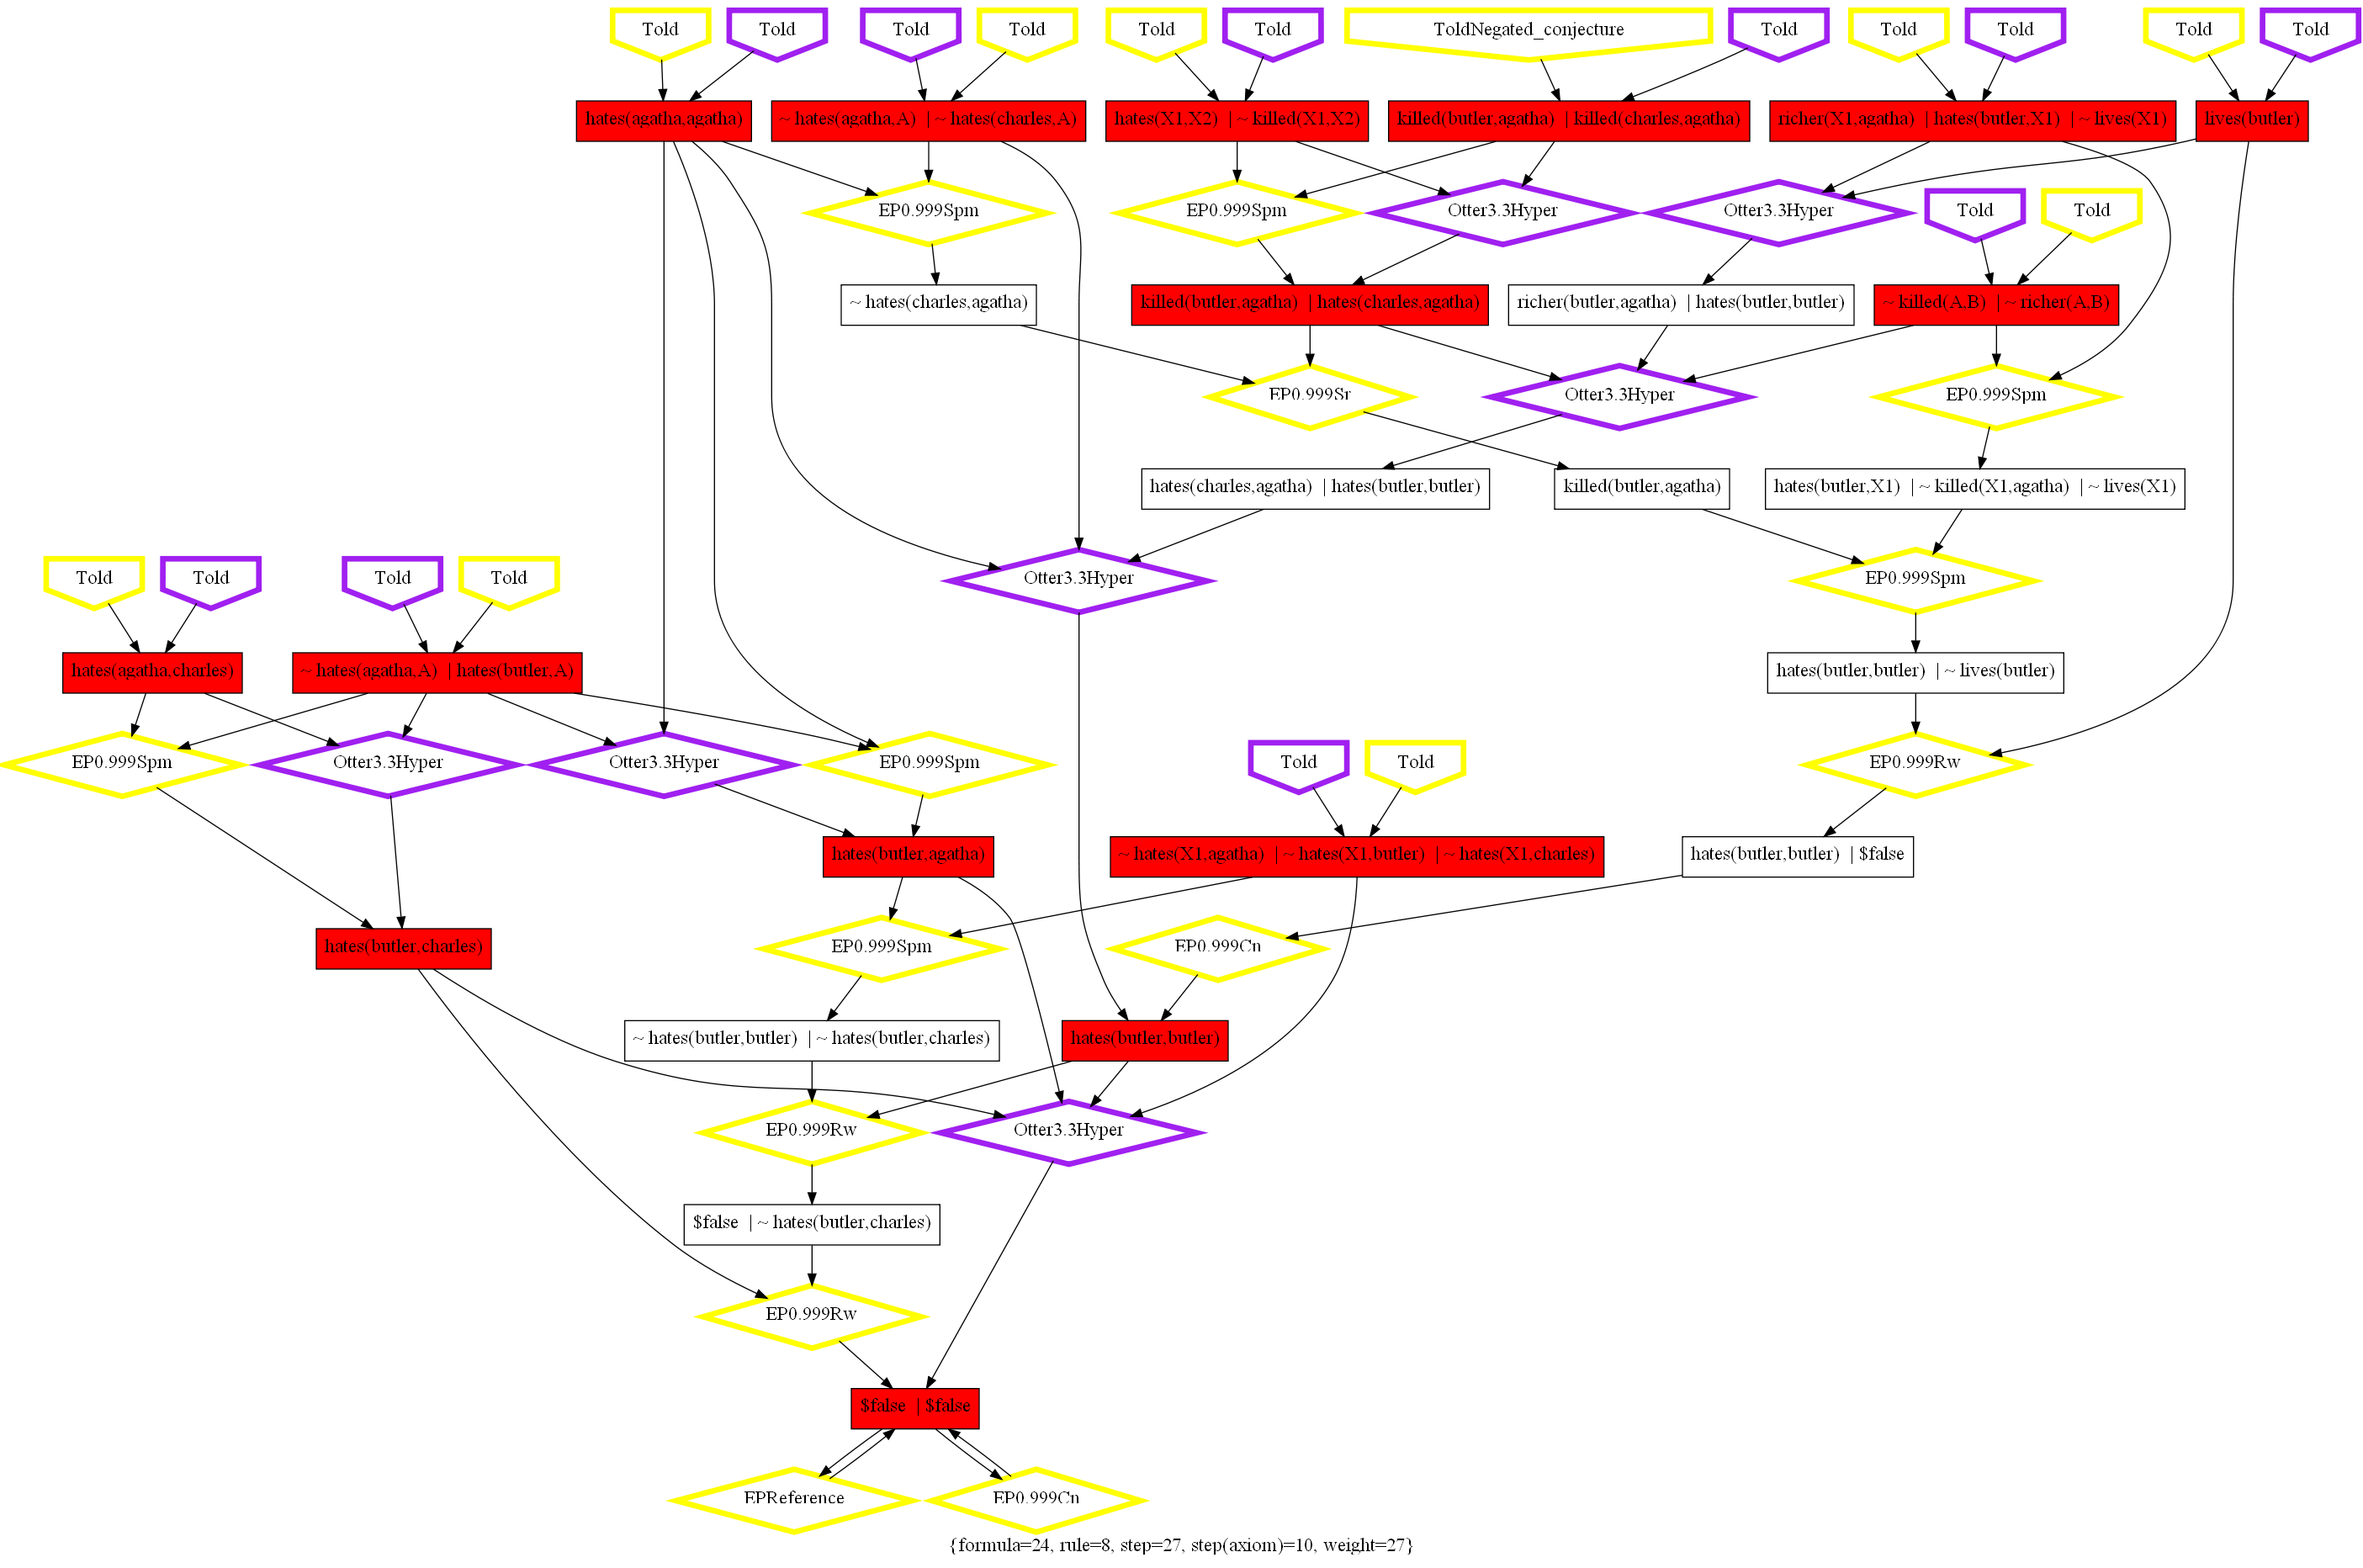 Told
Told
Told
Told
Told
Told
ToldNegated_conjecture
Told
Told
Told
Told
Told
hates(agatha,agatha)
~ hates(agatha,A) | ~ hates(charles,A)
hates(X1,X2) | ~ killed(X1,X2)
killed(butler,agatha) | killed(charles,agatha)
richer(X1,agatha) | hates(butler,X1) | ~ lives(X1)
lives(butler)
EP0.999Spm
EP0.999Spm
Otter3.3Hyper
Otter3.3Hyper
Told
Told
~ hates(charles,agatha)
killed(butler,agatha) | hates(charles,agatha)
richer(butler,agatha) | hates(butler,butler)
~ killed(A,B) | ~ richer(A,B)
EP0.999Sr
Otter3.3Hyper
EP0.999Spm
hates(charles,agatha) | hates(butler,butler)
killed(butler,agatha)
hates(butler,X1) | ~ killed(X1,agatha) | ~ lives(X1)
Told
Told
Told
Told
Otter3.3Hyper
EP0.999Spm
hates(agatha,charles)
~ hates(agatha,A) | hates(butler,A)
hates(butler,butler) | ~ lives(butler)
EP0.999Spm
Otter3.3Hyper
Otter3.3Hyper
EP0.999Spm
Told
Told
EP0.999Rw
hates(butler,agatha)
~ hates(X1,agatha) | ~ hates(X1,butler) | ~ hates(X1,charles)
hates(butler,butler) | $false
hates(butler,charles)
EP0.999Spm
EP0.999Cn
~ hates(butler,butler) | ~ hates(butler,charles)
hates(butler,butler)
EP0.999Rw
Otter3.3Hyper
$false | ~ hates(butler,charles)
EP0.999Rw
$false | $false
EPReference
EP0.999Cn
{formula=24, rule=8, step=27, step(axiom)=10, weight=27}